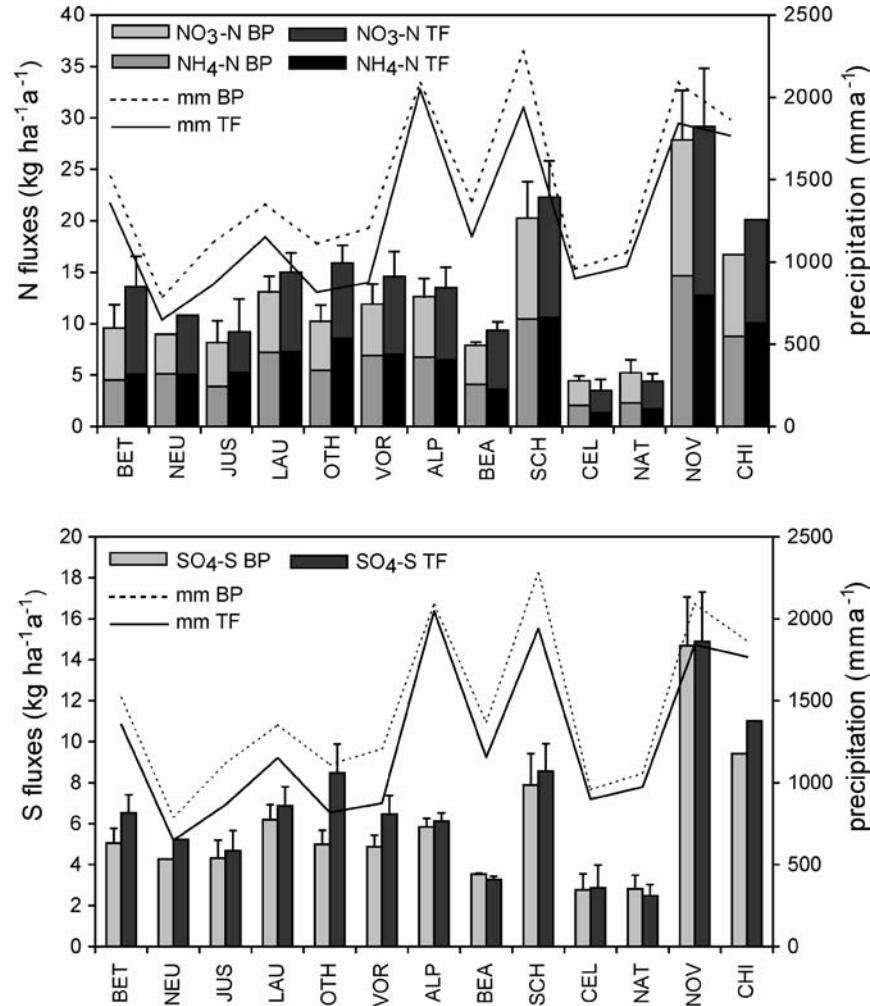 N fluxes (kg ha⁻¹a⁻¹)
40
35
30
25
20
15
10
5
0
NO₃-N BP
NO₃-N TF
NH₄-N BP
NH₄-N TF
mm BP
mm TF
2500
2000
1500
1000
500
0
precipitation (mma⁻¹)
BET
NEU
JUS
LAU
OTH
VOR
ALP
BEA
SCH
CEL
NAT
NOV
CHI
S fluxes (kg ha⁻¹a⁻¹)
20
18
16
14
12
10
8
6
4
2
0
SO₄-S BP
SO₄-S TF
mm BP
mm TF
2500
2000
1500
1000
500
0
precipitation (mma⁻¹)
BET
NEU
JUS
LAU
OTH
VOR
ALP
BEA
SCH
CEL
NAT
NOV
CHI